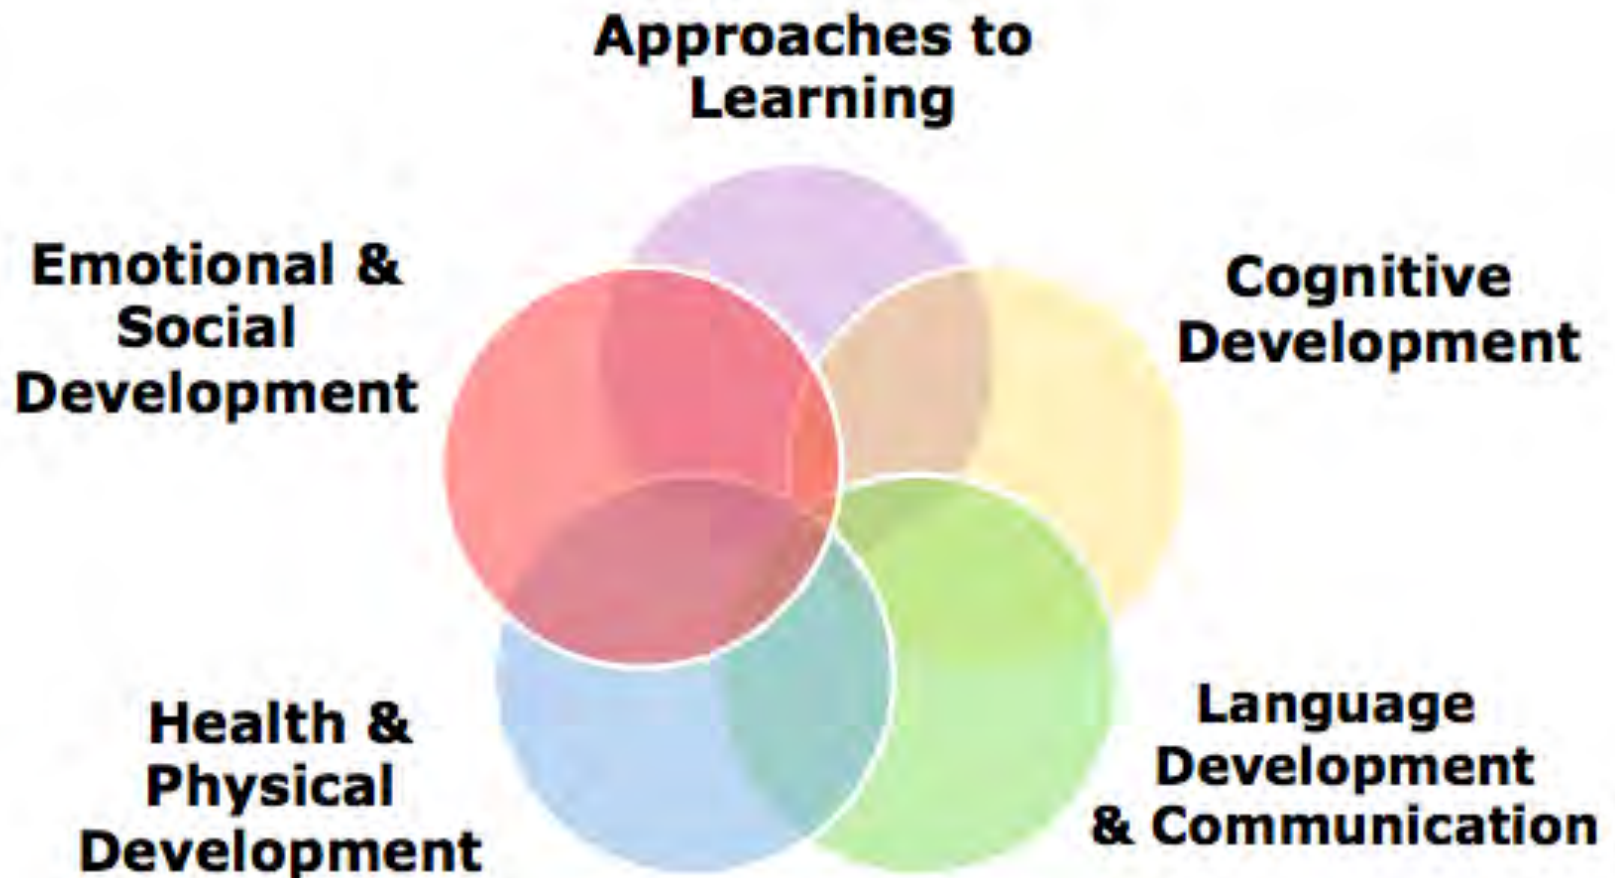 Approaches to
Learning
Emotional &
Social
Development
Cognitive
Development
Health &
Physical
Development
Language
Development
& Communication